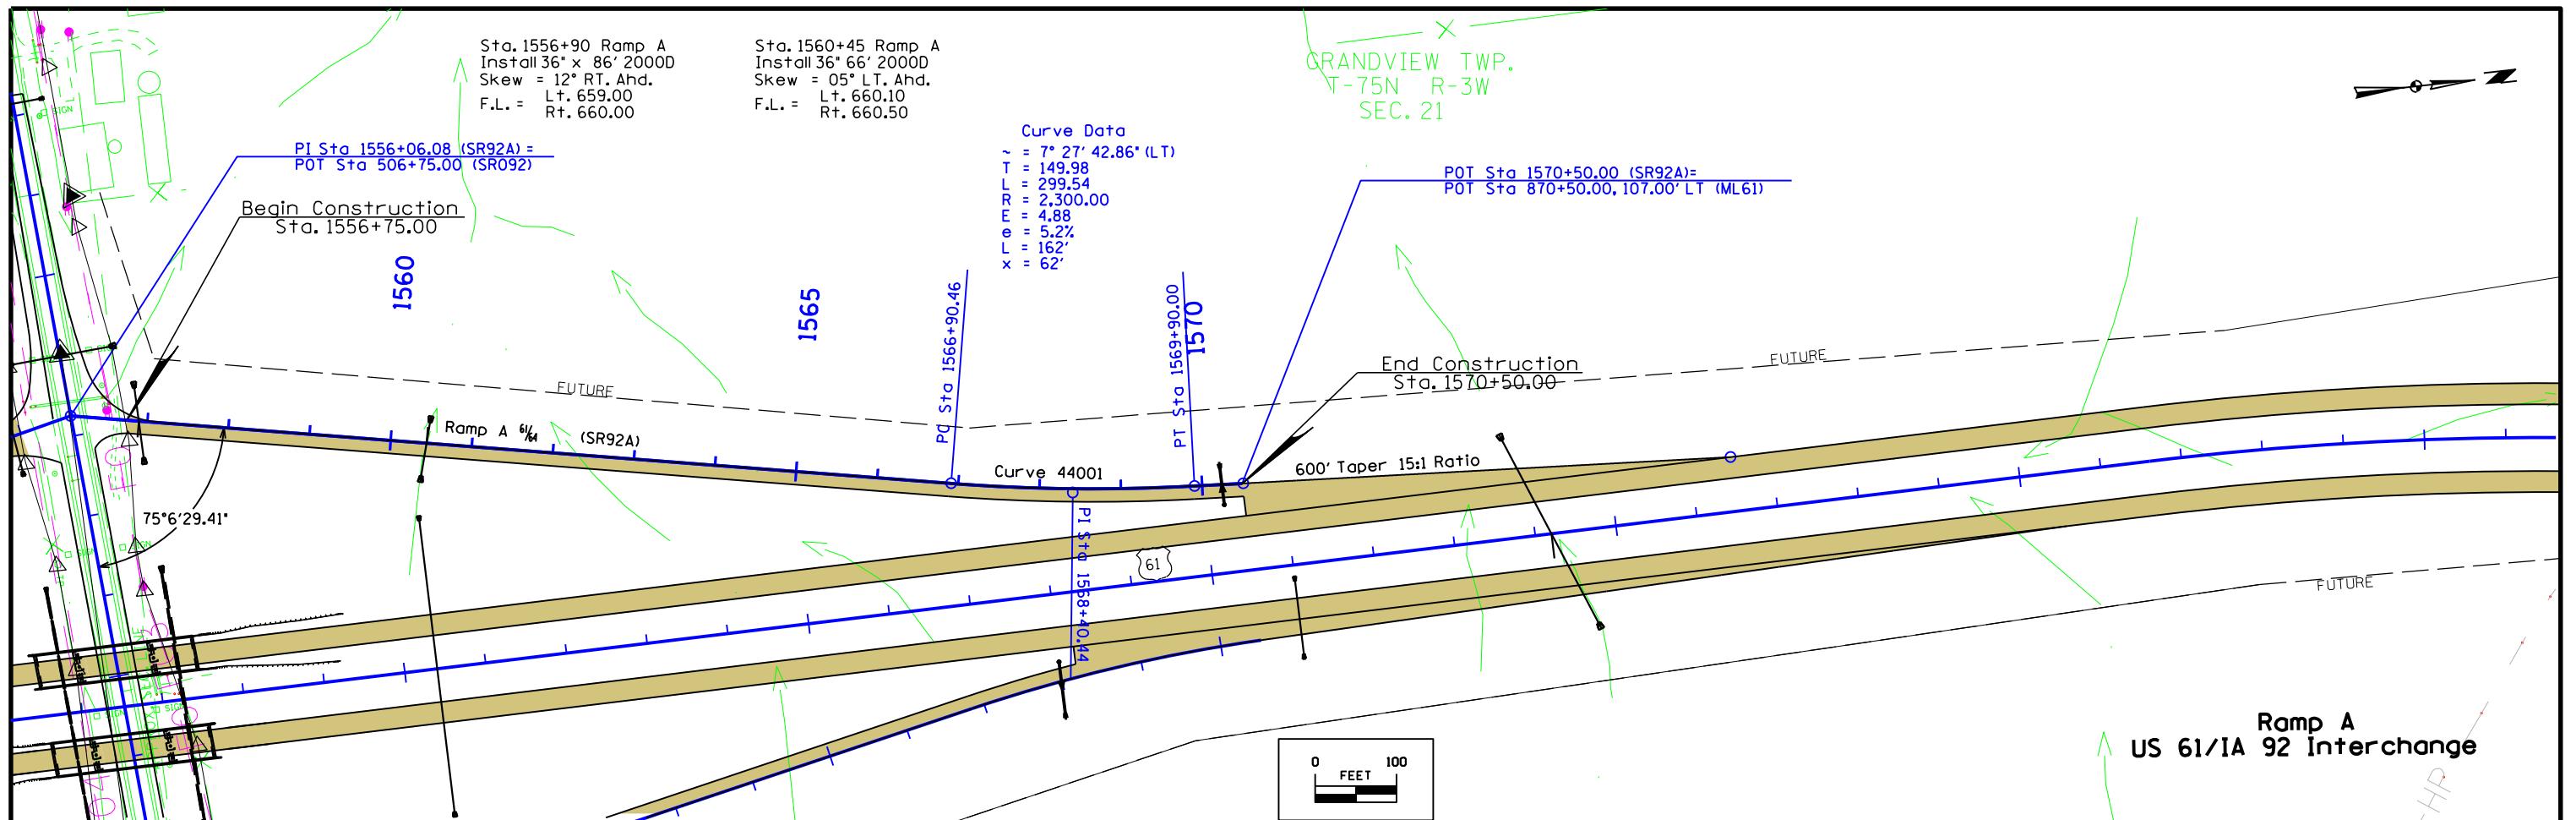 Sta. 1556+90 Ramp A
Install 36" x 86' 2000D
Skew = 12° RT. Ahd.
F.L. = Lt. 659.00
Rt. 660.00
Sta. 1560+45 Ramp A
Install 36" 66' 2000D
Skew = 05° LT. Ahd.
F.L. = Lt. 660.10
Rt. 660.50
GRANDVIEW TWP.
T-75N R-3W
SEC. 21
PI Sta 1556+06.08 (SR92A) =
POT Sta 506+75.00 (SR092)
Begin Construction
Sta. 1556+75.00
Curve Data
~ = 7° 27' 42.86" (LT)
T = 149.98
L = 299.54
R = 2,300.00
E = 4.88
e = 5.2%
L = 162'
x = 62'
POT Sta 1570+50.00 (SR92A)=
POT Sta 870+50.00, 107.00' LT (ML61)
1560
1565
1570
PC Sta 1566+90.46
PT Sta 1569+90.00
End Construction
Sta. 1570+50.00
FUTURE
FUTURE
Ramp A 61/64 (SR92A)
Curve 44001
600' Taper 15:1 Ratio
75°6'29.41"
PI Sta 1568+40.44
61
FUTURE
SIGN
SIGN
SIGN
SIGN
SIGN
0 100
FEET
Ramp A
US 61/IA 92 Interchange